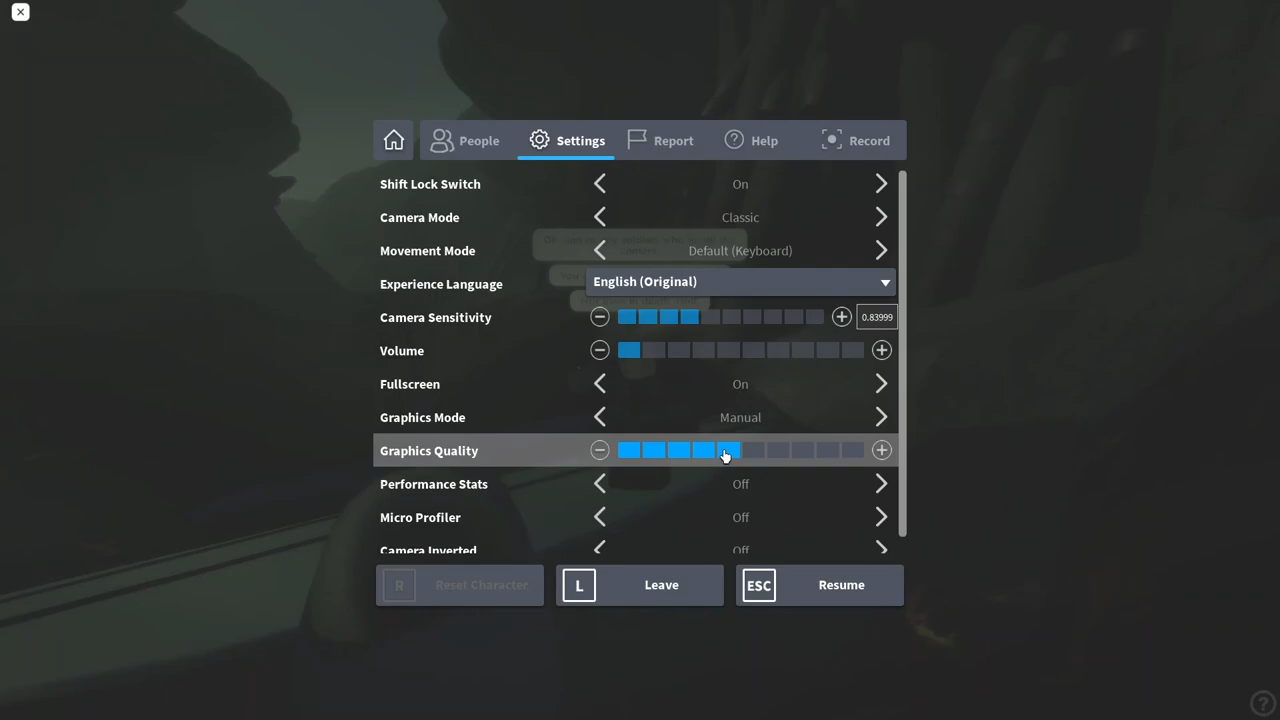 People Settings Report Help Record
Shift Lock Switch On
Camera Mode Classic
Movement Mode Default (Keyboard)
Experience Language English (Original)
Camera Sensitivity 0.83999
Volume
Fullscreen On
Graphics Mode Manual
Graphics Quality
Performance Stats Off
Micro Profiler Off
Camera Inverted Off
R Reset Character L Leave ESC Resume